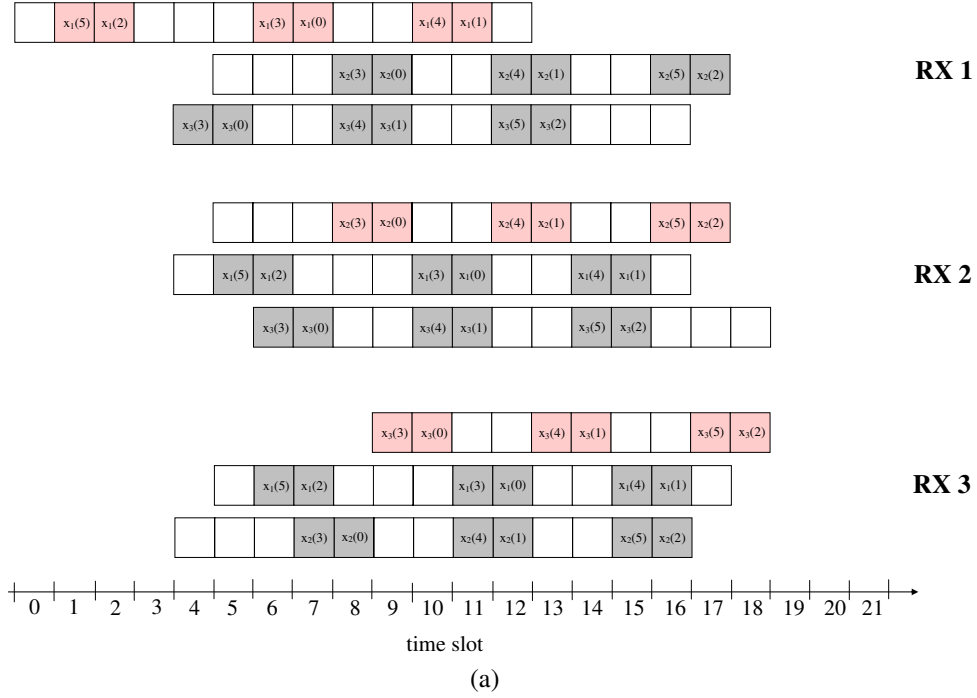 x₁(5) x₁(2) x₁(3) x₁(0) x₁(4) x₁(1)
x₂(3) x₂(0) x₂(4) x₂(1) x₂(5) x₂(2)
RX 1
x₃(3) x₃(0) x₃(4) x₃(1) x₃(5) x₃(2)
x₂(3) x₂(0) x₂(4) x₂(1) x₂(5) x₂(2)
x₁(5) x₁(2) x₁(3) x₁(0) x₁(4) x₁(1)
RX 2
x₃(3) x₃(0) x₃(4) x₃(1) x₃(5) x₃(2)
x₃(3) x₃(0) x₃(4) x₃(1) x₃(5) x₃(2)
x₁(5) x₁(2) x₁(3) x₁(0) x₁(4) x₁(1)
RX 3
x₂(3) x₂(0) x₂(4) x₂(1) x₂(5) x₂(2)
0 1 2 3 4 5 6 7 8 9 10 11 12 13 14 15 16 17 18 19 20 21
time slot
(a)